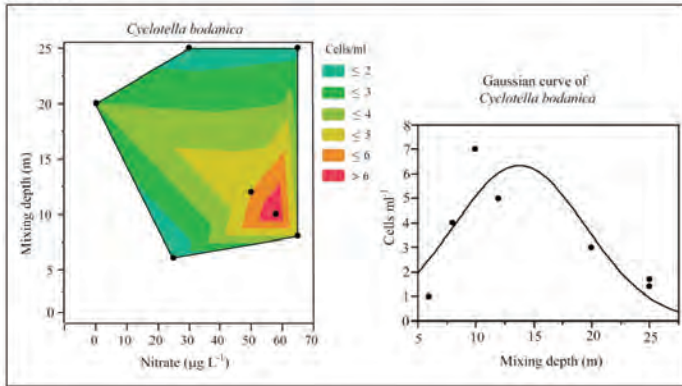 Cyclotella bodanica
Cells/ml
≤ 2
≤ 3
≤ 4
≤ 5
≤ 6
> 6
25
20
15
10
5
0
Mixing depth (m)
0 10 20 30 40 50 60 70
Nitrate (µg L⁻¹)
Gaussian curve of
Cyclotella bodanica
8
7
6
5
4
3
2
1
0
Cells ml⁻¹
5 10 15 20 25
Mixing depth (m)